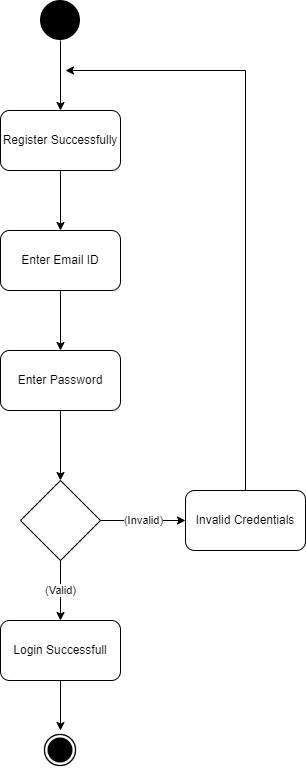 Register Successfully
Enter Email ID
Enter Password
(Invalid)
Invalid Credentials
(Valid)
Login Successfull